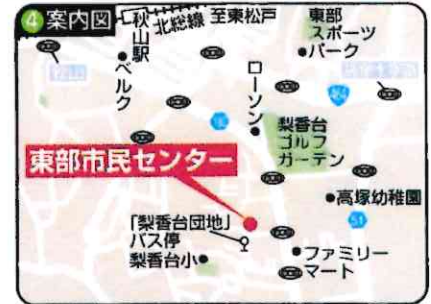 4 案内図
秋山駅
北総線
至東松戸
東部
スポーツ
パーク
ベルク
ローソン
464
梨香台
ゴルフ
ガーデン
東部市民センター
高塚幼稚園
51
「梨香台団地」
バス停
梨香台小
ファミリー
マート